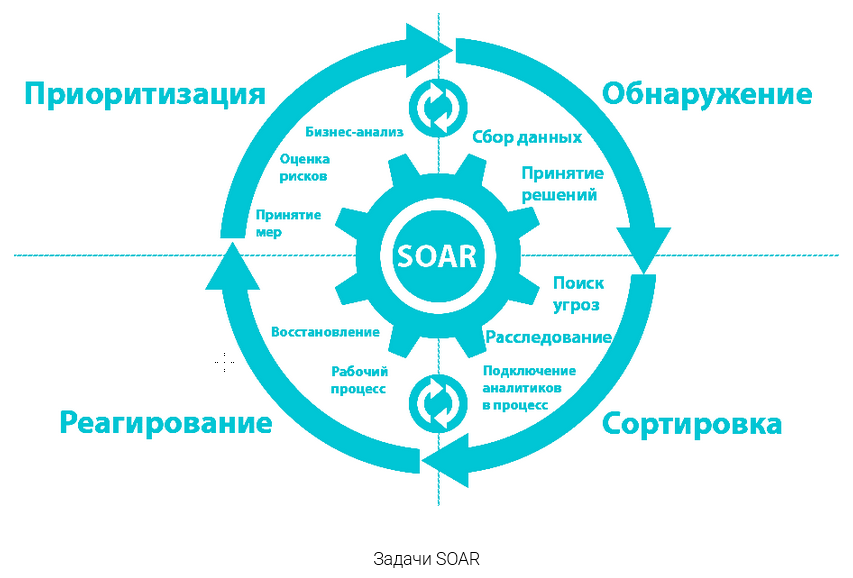 Приоритизация
Обнаружение
Бизнес-анализ
Оценка
рисков
Принятие
мер
Сбор данных
Принятие
решений
SOAR
Поиск
угроз
Расследование
Подключение
аналитиков
в процесс
Восстановление
Рабочий
процесс
Реагирование
Сортировка
Задачи SOAR